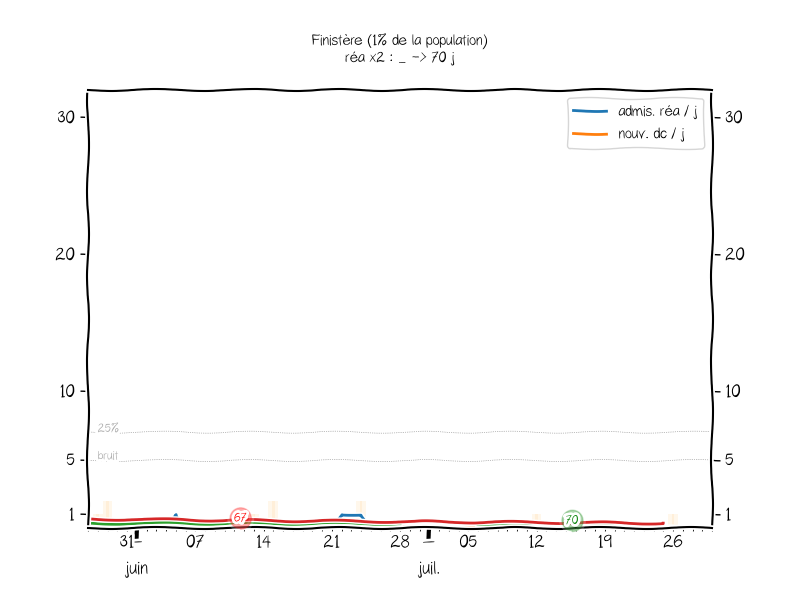 Finistère (1% de la population)
réa x2 : _ -> 70 j
admis. réa / j
nouv. dc / j
30 30
20 20
10 10
25%
5 5
bruit
1 67 70 1
31 07 14 21 28 05 12 19 26
juin juil.